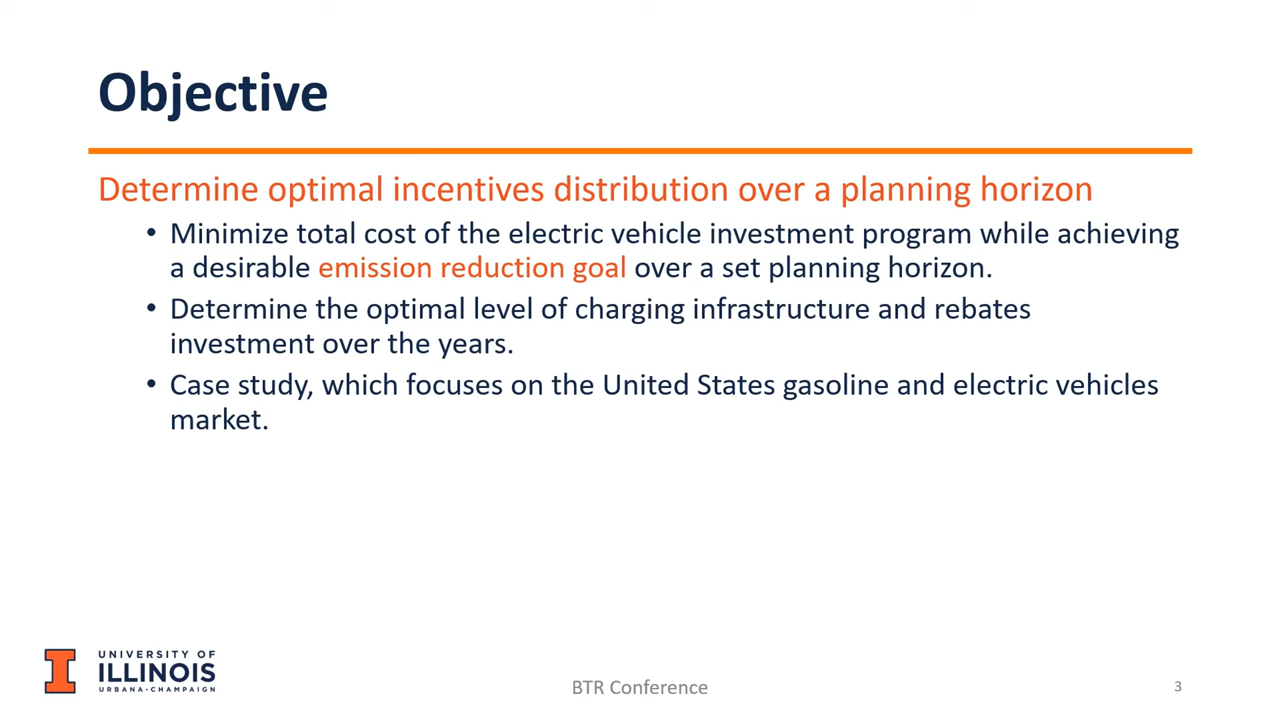 Objective
Determine optimal incentives distribution over a planning horizon
• Minimize total cost of the electric vehicle investment program while achieving
a desirable emission reduction goal over a set planning horizon.
• Determine the optimal level of charging infrastructure and rebates
investment over the years.
• Case study, which focuses on the United States gasoline and electric vehicles
market.
I
UNIVERSITY OF
ILLINOIS
URBANA-CHAMPAIGN
BTR Conference
3